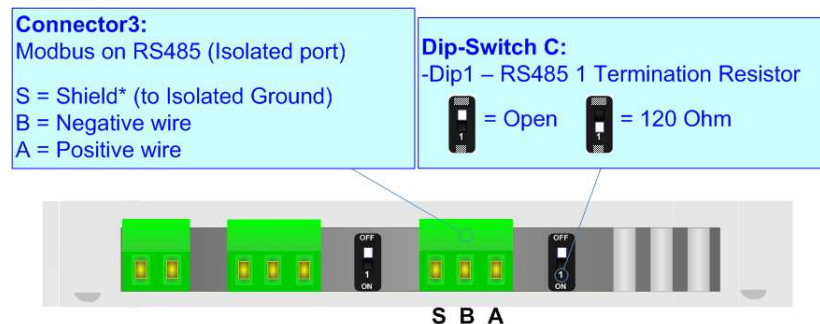 Connector3:
Modbus on RS485 (Isolated port)
S = Shield* (to Isolated Ground)
B = Negative wire
A = Positive wire
Dip-Switch C:
-Dip1 – RS485 1 Termination Resistor
1 = Open 1 = 120 Ohm
OFF OFF
1 1
ON ON
S B A